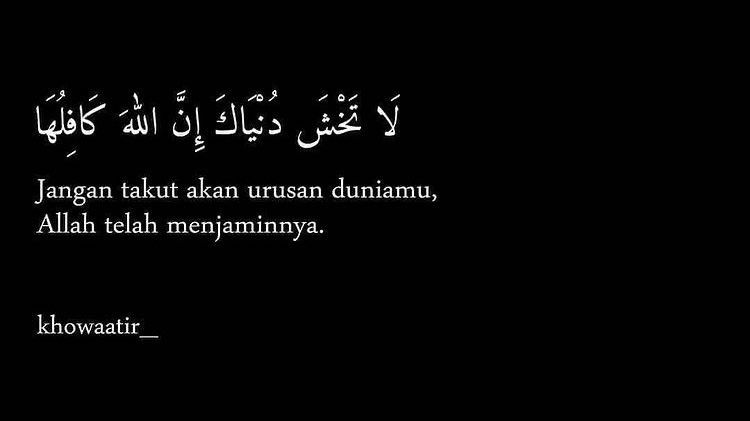 لَا تَخْشَ دُنْيَاكَ إِنَّ اللهَ كَافِلُهَا
Jangan takut akan urusan duniamu,
Allah telah menjaminnya.
khowaatir_